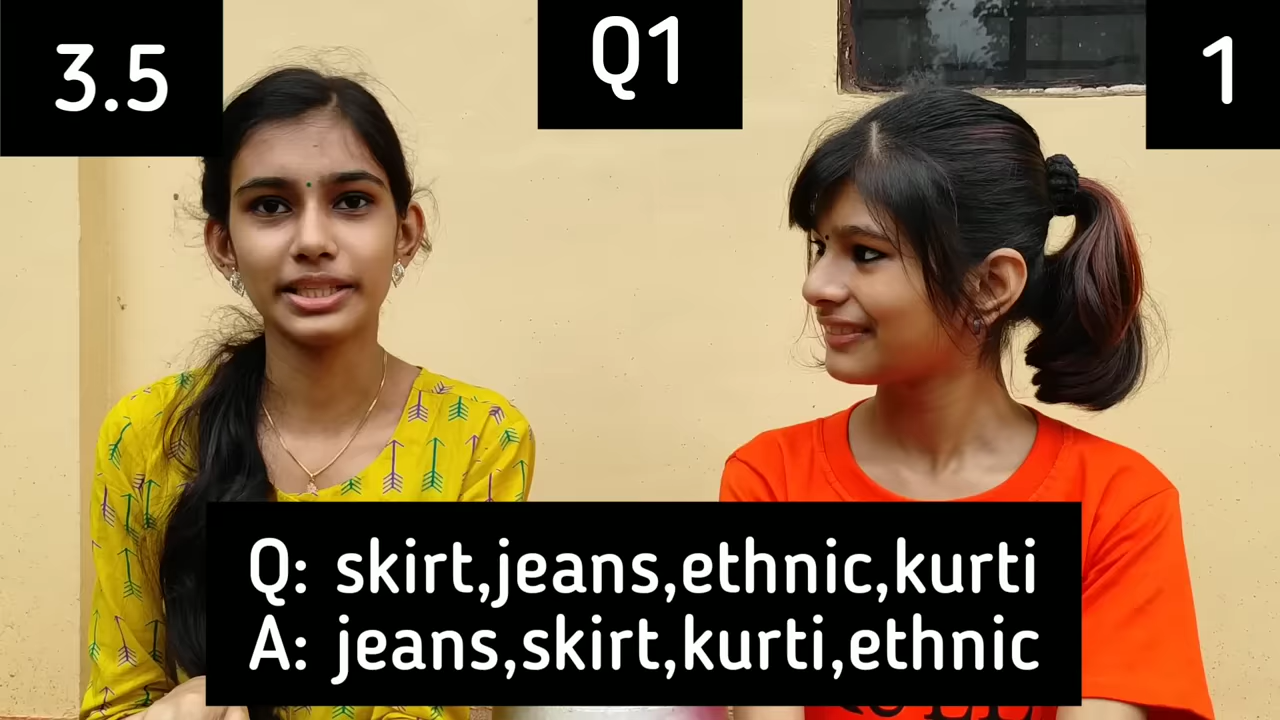 3.5
Q1
1
Q: skirt,jeans,ethnic,kurti
A: jeans,skirt,kurti,ethnic